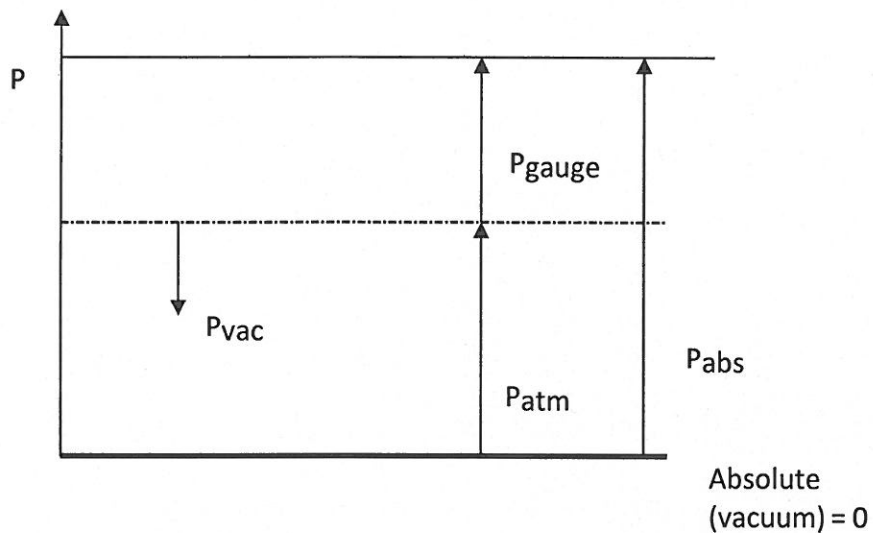 P
Pgauge
Pvac
Pabs
Patm
Absolute
(vacuum) = 0